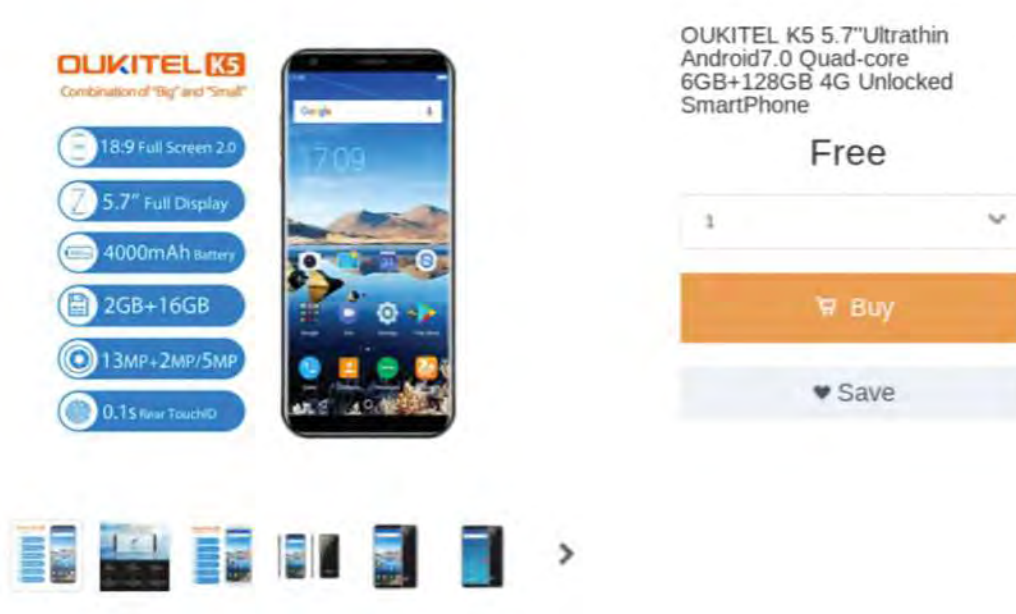 OUKITEL K5
Combination of "Big" and "Small"
18:9 Full Screen 2.0
5.7" Full Display
4000mAh Battery
2GB+16GB
13MP+2MP/5MP
0.1s Rear TouchID
Google
17:09
OUKITEL K5 5.7"Ultrathin
Android7.0 Quad-core
6GB+128GB 4G Unlocked
SmartPhone
Free
1
Buy
Save